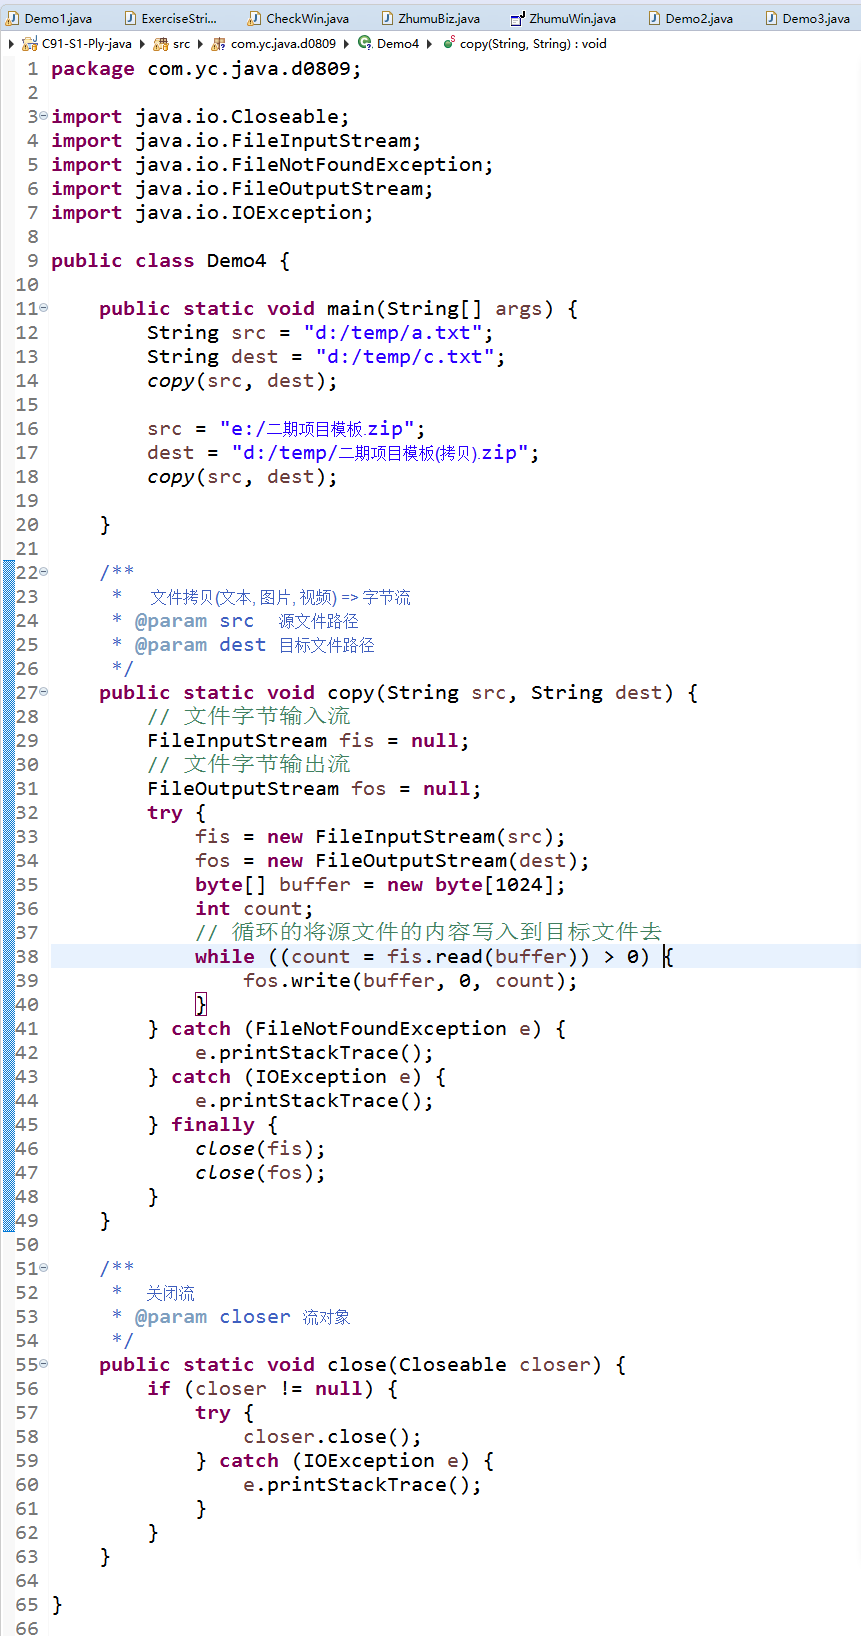 Demo1.java ExerciseStri... CheckWin.java ZhumuBiz.java ZhumuWin.java Demo2.java Demo3.java
C91-S1-Ply-java src com.yc.java.d0809 Demo4 copy(String, String) : void
1 package com.yc.java.d0809;
2
3 import java.io.Closeable;
4 import java.io.FileInputStream;
5 import java.io.FileNotFoundException;
6 import java.io.FileOutputStream;
7 import java.io.IOException;
8
9 public class Demo4 {
10
11 public static void main(String[] args) {
12 String src = "d:/temp/a.txt";
13 String dest = "d:/temp/c.txt";
14 copy(src, dest);
15
16 src = "e:/二期项目模板.zip";
17 dest = "d:/temp/二期项目模板(拷贝).zip";
18 copy(src, dest);
19
20 }
21
22 /**
23 * 文件拷贝(文本, 图片, 视频) => 字节流
24 * @param src 源文件路径
25 * @param dest 目标文件路径
26 */
27 public static void copy(String src, String dest) {
28 // 文件字节输入流
29 FileInputStream fis = null;
30 // 文件字节输出流
31 FileOutputStream fos = null;
32 try {
33 fis = new FileInputStream(src);
34 fos = new FileOutputStream(dest);
35 byte[] buffer = new byte[1024];
36 int count;
37 // 循环的将源文件的内容写入到目标文件去
38 while ((count = fis.read(buffer)) > 0) {
39 fos.write(buffer, 0, count);
40 }
41 } catch (FileNotFoundException e) {
42 e.printStackTrace();
43 } catch (IOException e) {
44 e.printStackTrace();
45 } finally {
46 close(fis);
47 close(fos);
48 }
49 }
50
51 /**
52 * 关闭流
53 * @param closer 流对象
54 */
55 public static void close(Closeable closer) {
56 if (closer != null) {
57 try {
58 closer.close();
59 } catch (IOException e) {
60 e.printStackTrace();
61 }
62 }
63 }
64
65 }
66